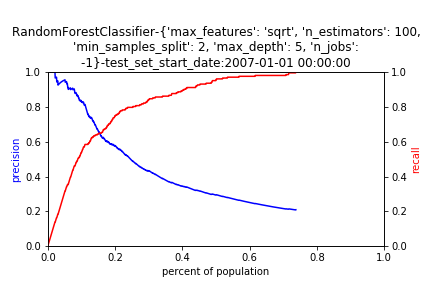 RandomForestClassifier-{'max_features': 'sqrt', 'n_estimators': 100,
'min_samples_split': 2, 'max_depth': 5, 'n_jobs':
-1}-test_set_start_date:2007-01-01 00:00:00
1.0
0.8
0.6
0.4
0.2
0.0
precision
1.0
0.8
0.6
0.4
0.2
0.0
recall
0.0 0.2 0.4 0.6 0.8 1.0
percent of population